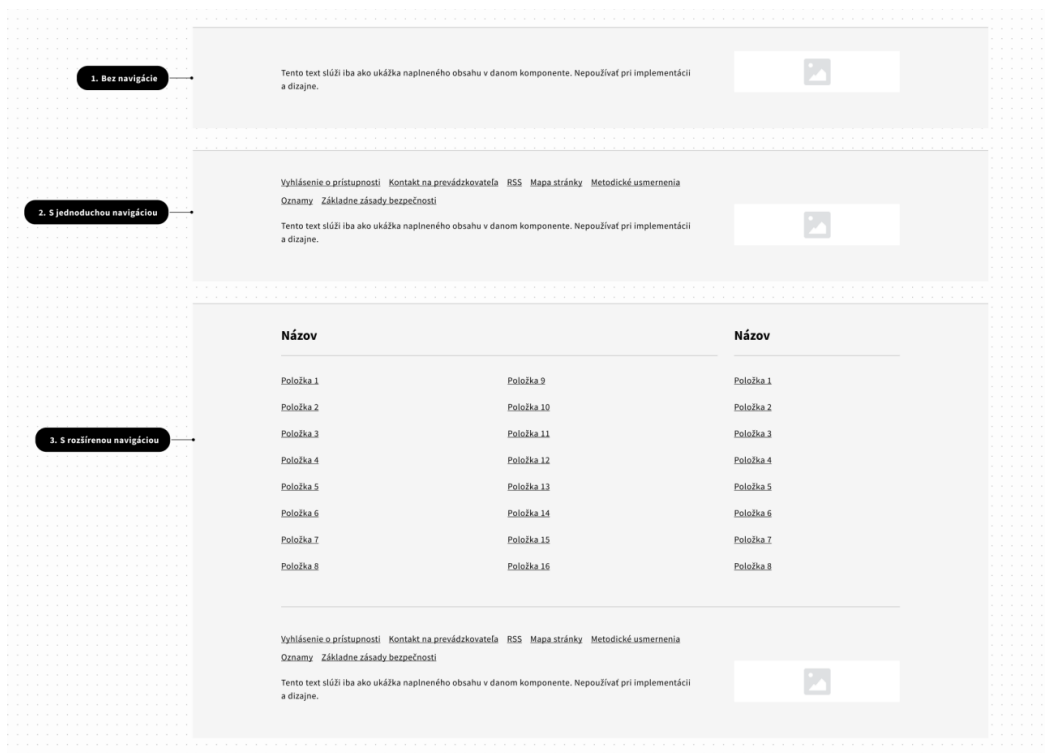 1. Bez navigácie
Tento text slúži iba ako ukážka naplneného obsahu v danom komponente. Nepoužívať pri implementácii
a dizajne.
2. S jednoduchou navigáciou
Vyhlásenie o prístupnosti Kontakt na prevádzkovateľa RSS Mapa stránky Metodické usmernenia
Oznamy Základne zásady bezpečnosti
Tento text slúži iba ako ukážka naplneného obsahu v danom komponente. Nepoužívať pri implementácii
a dizajne.
3. S rozšírenou navigáciou
Názov
Položka 1 Položka 9
Položka 2 Položka 10
Položka 3 Položka 11
Položka 4 Položka 12
Položka 5 Položka 13
Položka 6 Položka 14
Položka 7 Položka 15
Položka 8 Položka 16
Názov
Položka 1
Položka 2
Položka 3
Položka 4
Položka 5
Položka 6
Položka 7
Položka 8
Vyhlásenie o prístupnosti Kontakt na prevádzkovateľa RSS Mapa stránky Metodické usmernenia
Oznamy Základne zásady bezpečnosti
Tento text slúži iba ako ukážka naplneného obsahu v danom komponente. Nepoužívať pri implementácii
a dizajne.